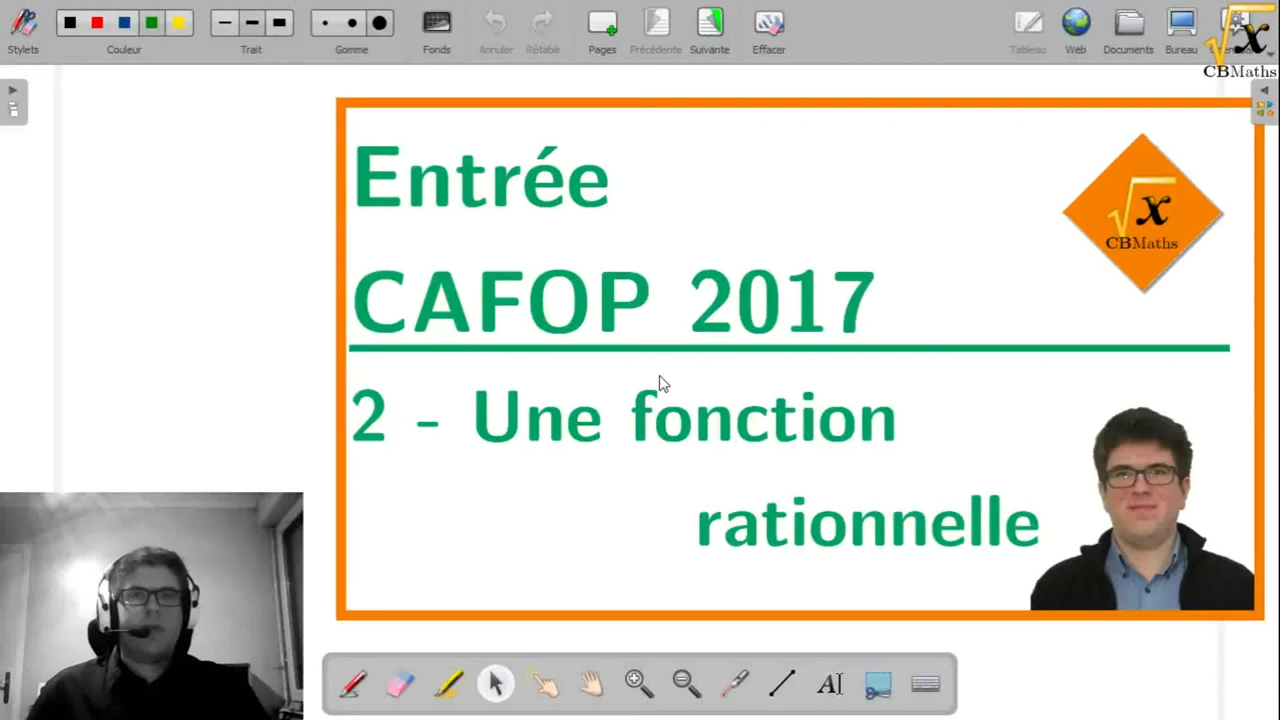 Stylets
Couleur
Trait
Gomme
Fonds
Annuler
Rétablir
Pages
Précédente
Suivante
Effacer
Tableau
Web
Documents
Bureau
√x
CBMaths
Entrée
CAFOP 2017
√x
CBMaths
2 - Une fonction
rationnelle
AI